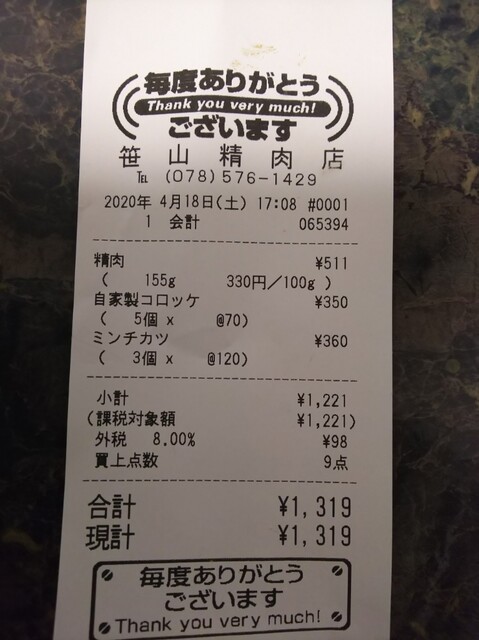 毎度ありがとう
Thank you very much!
ございます
笹山精肉店
℡ (078)576-1429
2020年 4月18日(土) 17:08 #0001
1 会計 065394
精肉 ¥511
( 155g 330円/100g )
自家製コロッケ ¥350
( 5個 x @70)
ミンチカツ ¥360
( 3個 x @120)
小計 ¥1,221
(課税対象額 ¥1,221)
外税 8.00% ¥98
買上点数 9点
合計 ¥1,319
現計 ¥1,319
毎度ありがとう
ございます
Thank you very much!